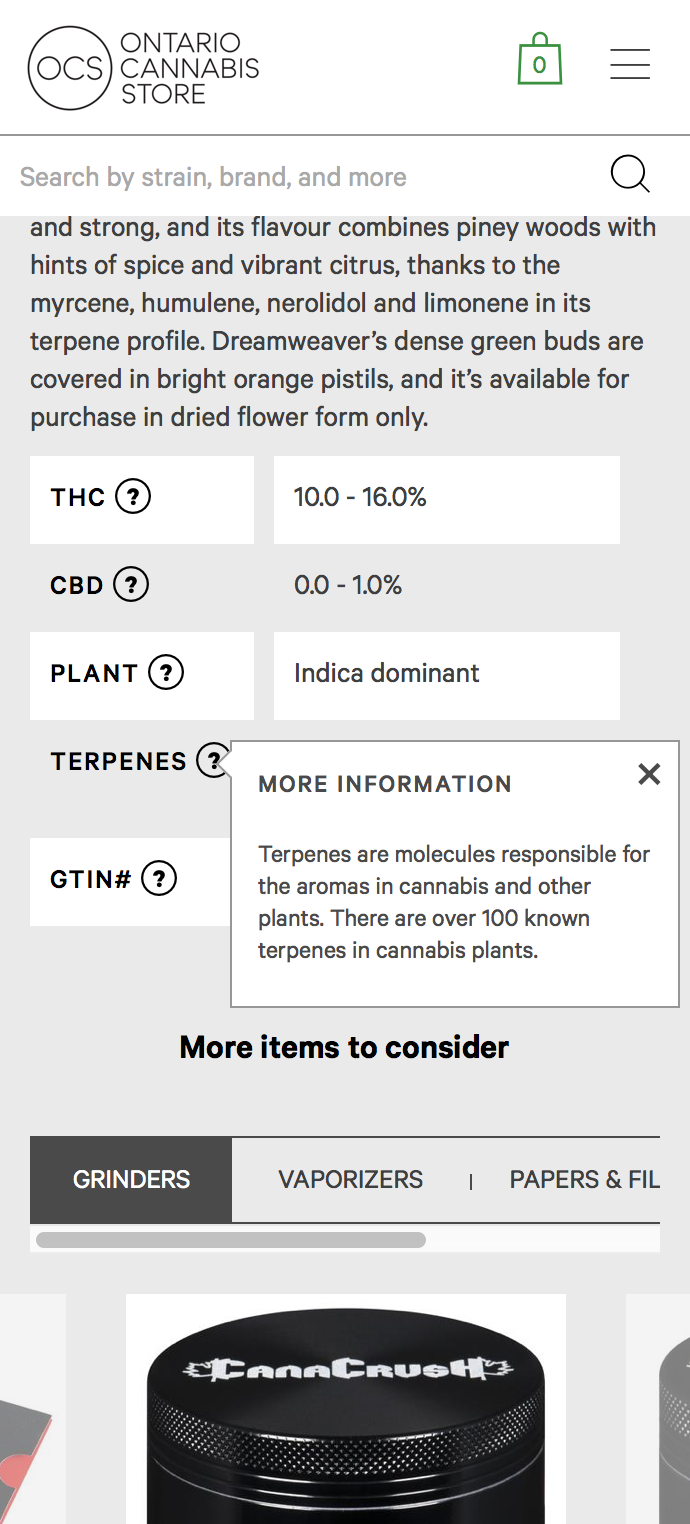 OCS
ONTARIO
CANNABIS
STORE
0
Search by strain, brand, and more
and strong, and its flavour combines piney woods with
hints of spice and vibrant citrus, thanks to the
myrcene, humulene, nerolidol and limonene in its
terpene profile. Dreamweaver’s dense green buds are
covered in bright orange pistils, and it’s available for
purchase in dried flower form only.
THC ?
10.0 - 16.0%
CBD ?
0.0 - 1.0%
PLANT ?
Indica dominant
TERPENES ?
MORE INFORMATION
Terpenes are molecules responsible for
the aromas in cannabis and other
plants. There are over 100 known
terpenes in cannabis plants.
GTIN# ?
More items to consider
GRINDERS
VAPORIZERS
PAPERS & FIL
CANACRUSH